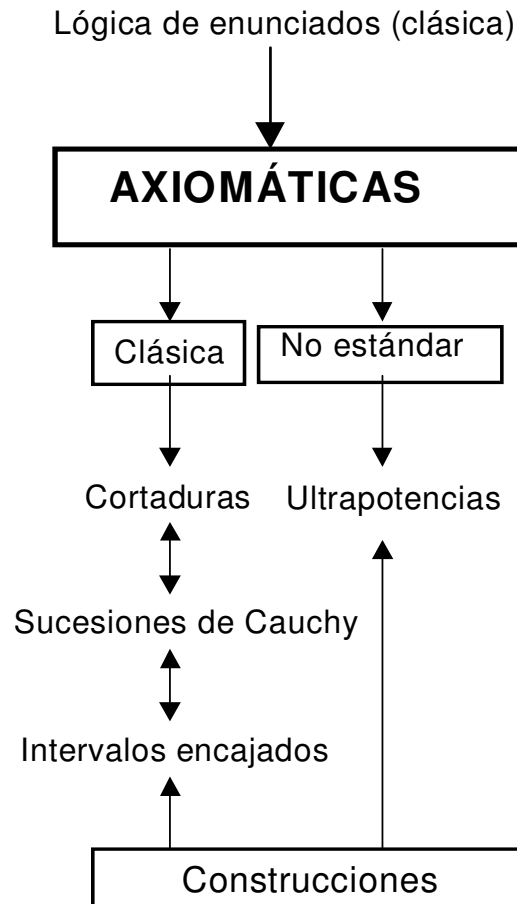 Lógica de enunciados (clásica)
AXIOMÁTICAS
Clásica
No estándar
Cortaduras
Ultrapotencias
Sucesiones de Cauchy
Intervalos encajados
Construcciones